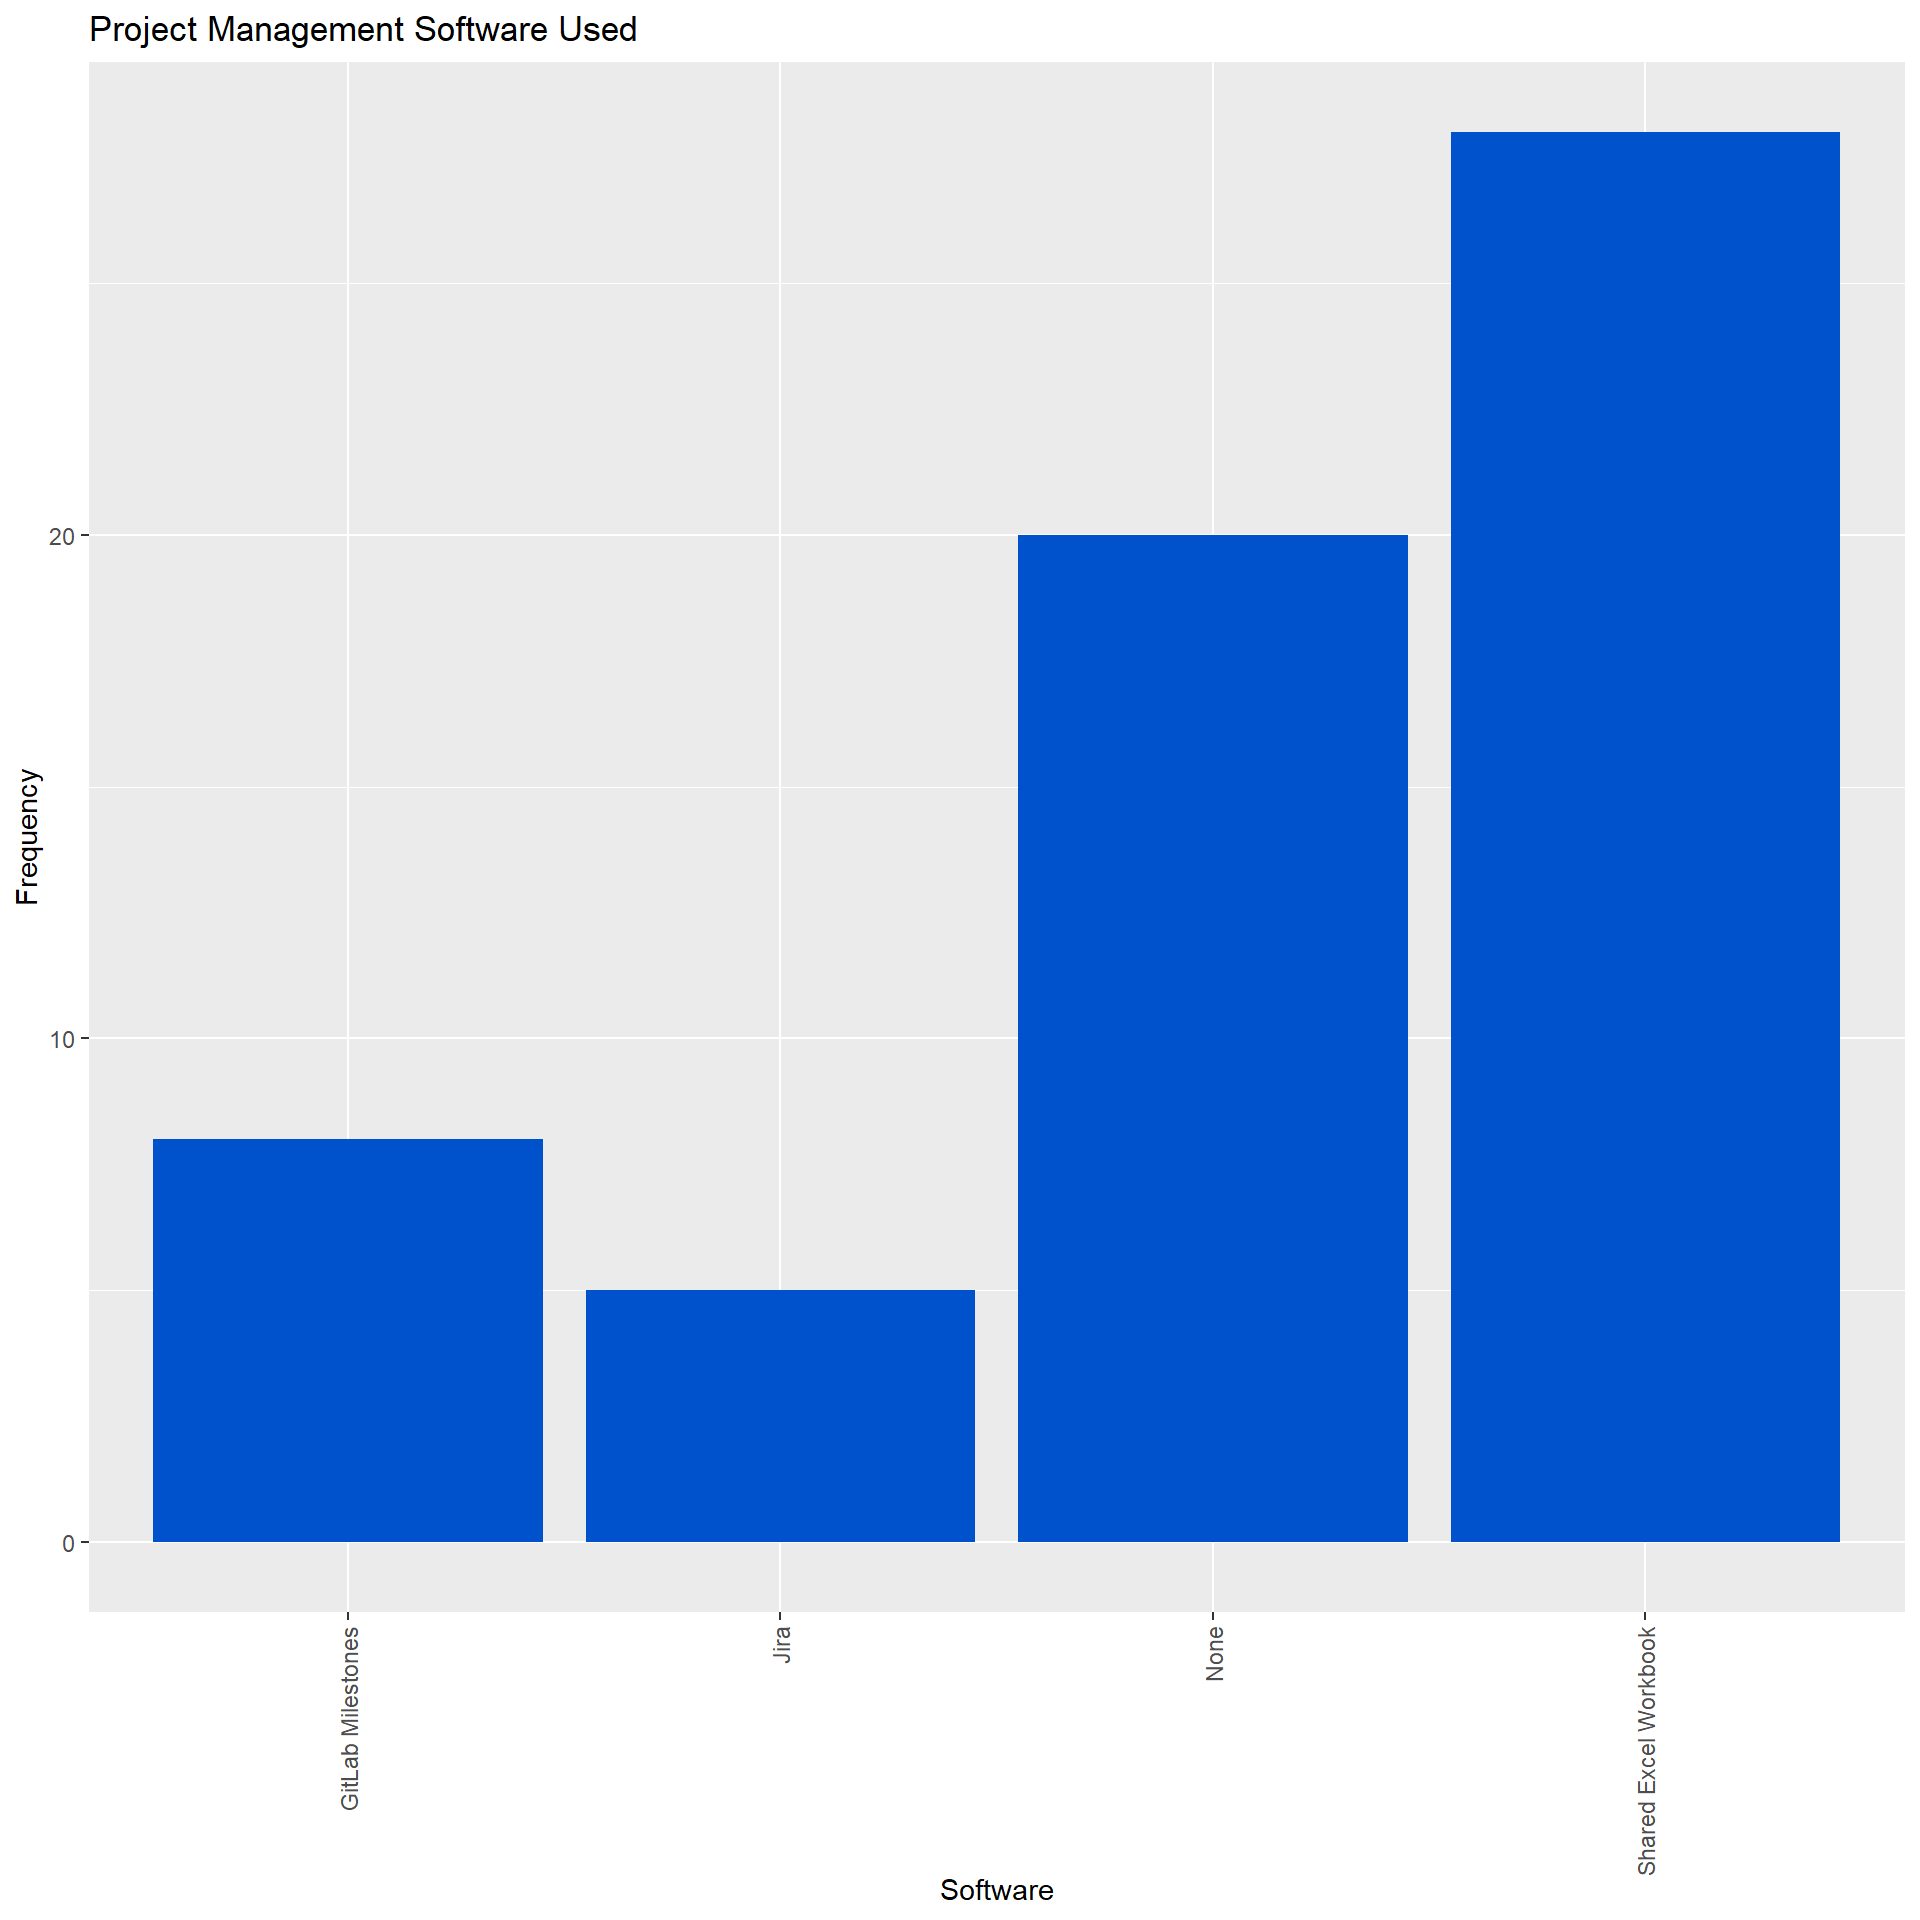 Project Management Software Used
Frequency
20
10
0
GitLab Milestones
Jira
None
Shared Excel Workbook
Software